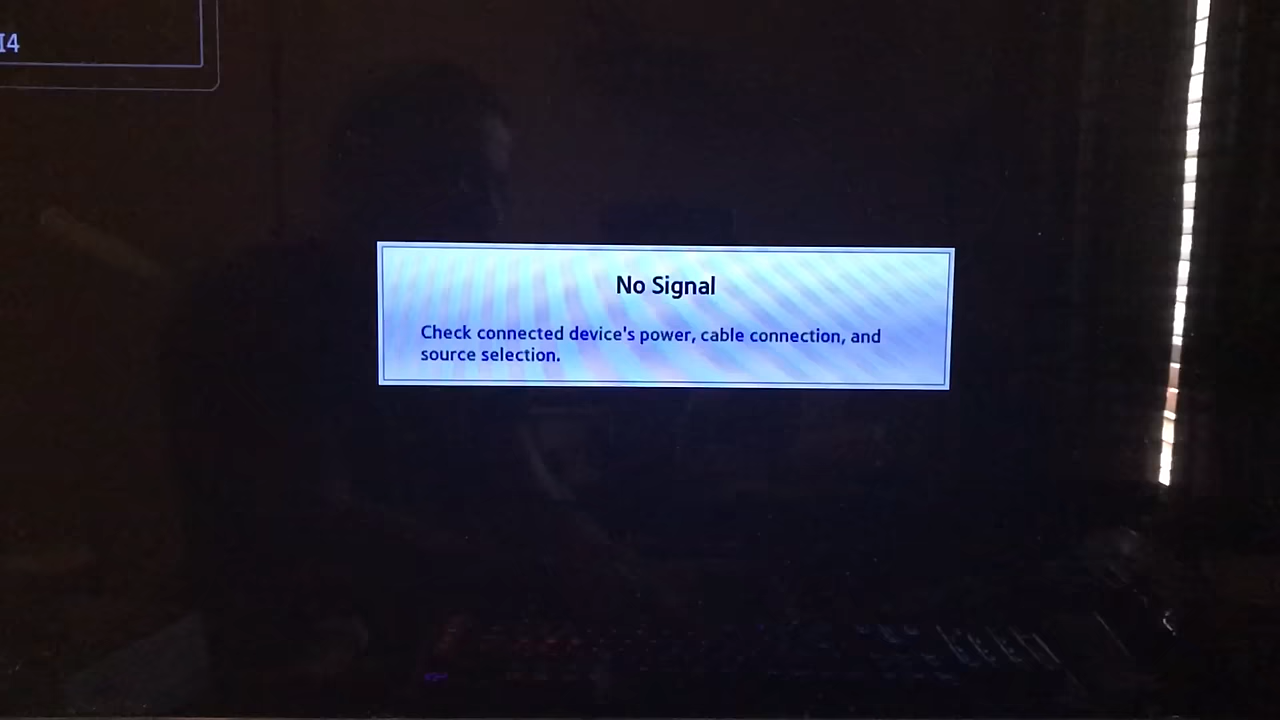 I4
No Signal
Check connected device's power, cable connection, and
source selection.